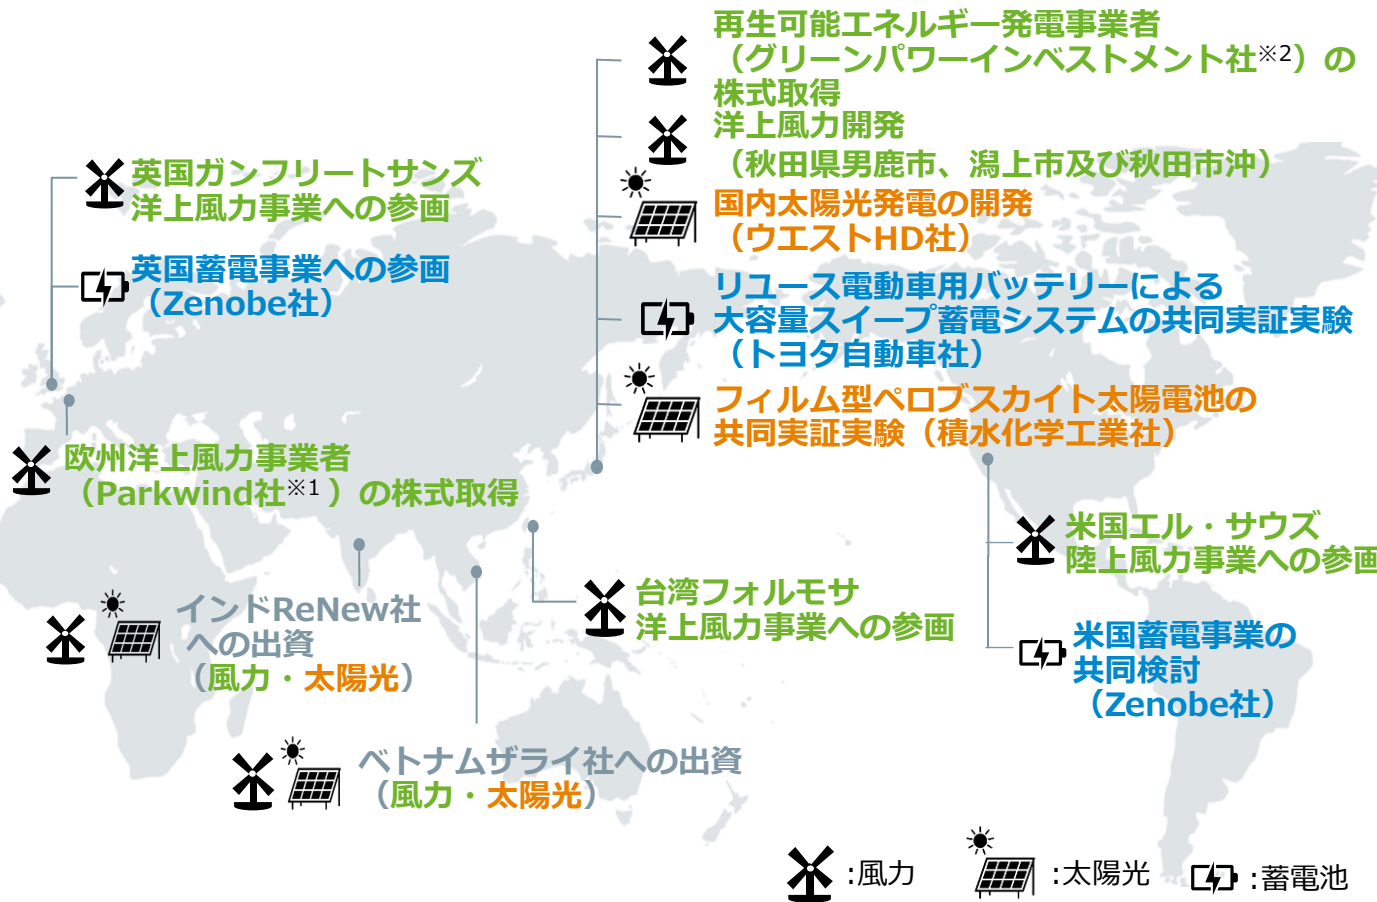 再生可能エネルギー発電事業者
（グリーンパワーインベストメント社※2）の
株式取得
洋上風力開発
（秋田県男鹿市、潟上市及び秋田市沖）
国内太陽光発電の開発
（ウエストHD社）
リユース電動車用バッテリーによる
大容量スイープ蓄電システムの共同実証実験
（トヨタ自動車社）
フィルム型ペロブスカイト太陽電池の
共同実証実験（積水化学工業社）
英国ガンフリートサンズ
洋上風力事業への参画
英国蓄電事業への参画
（Zenobe社）
欧州洋上風力事業者
（Parkwind社※1）の株式取得
米国エル・サウズ
陸上風力事業への参画
米国蓄電事業の
共同検討
（Zenobe社）
台湾フォルモサ
洋上風力事業への参画
インドReNew社
への出資
（風力・太陽光）
ベトナムザライ社への出資
（風力・太陽光）
:風力
:太陽光
:蓄電池